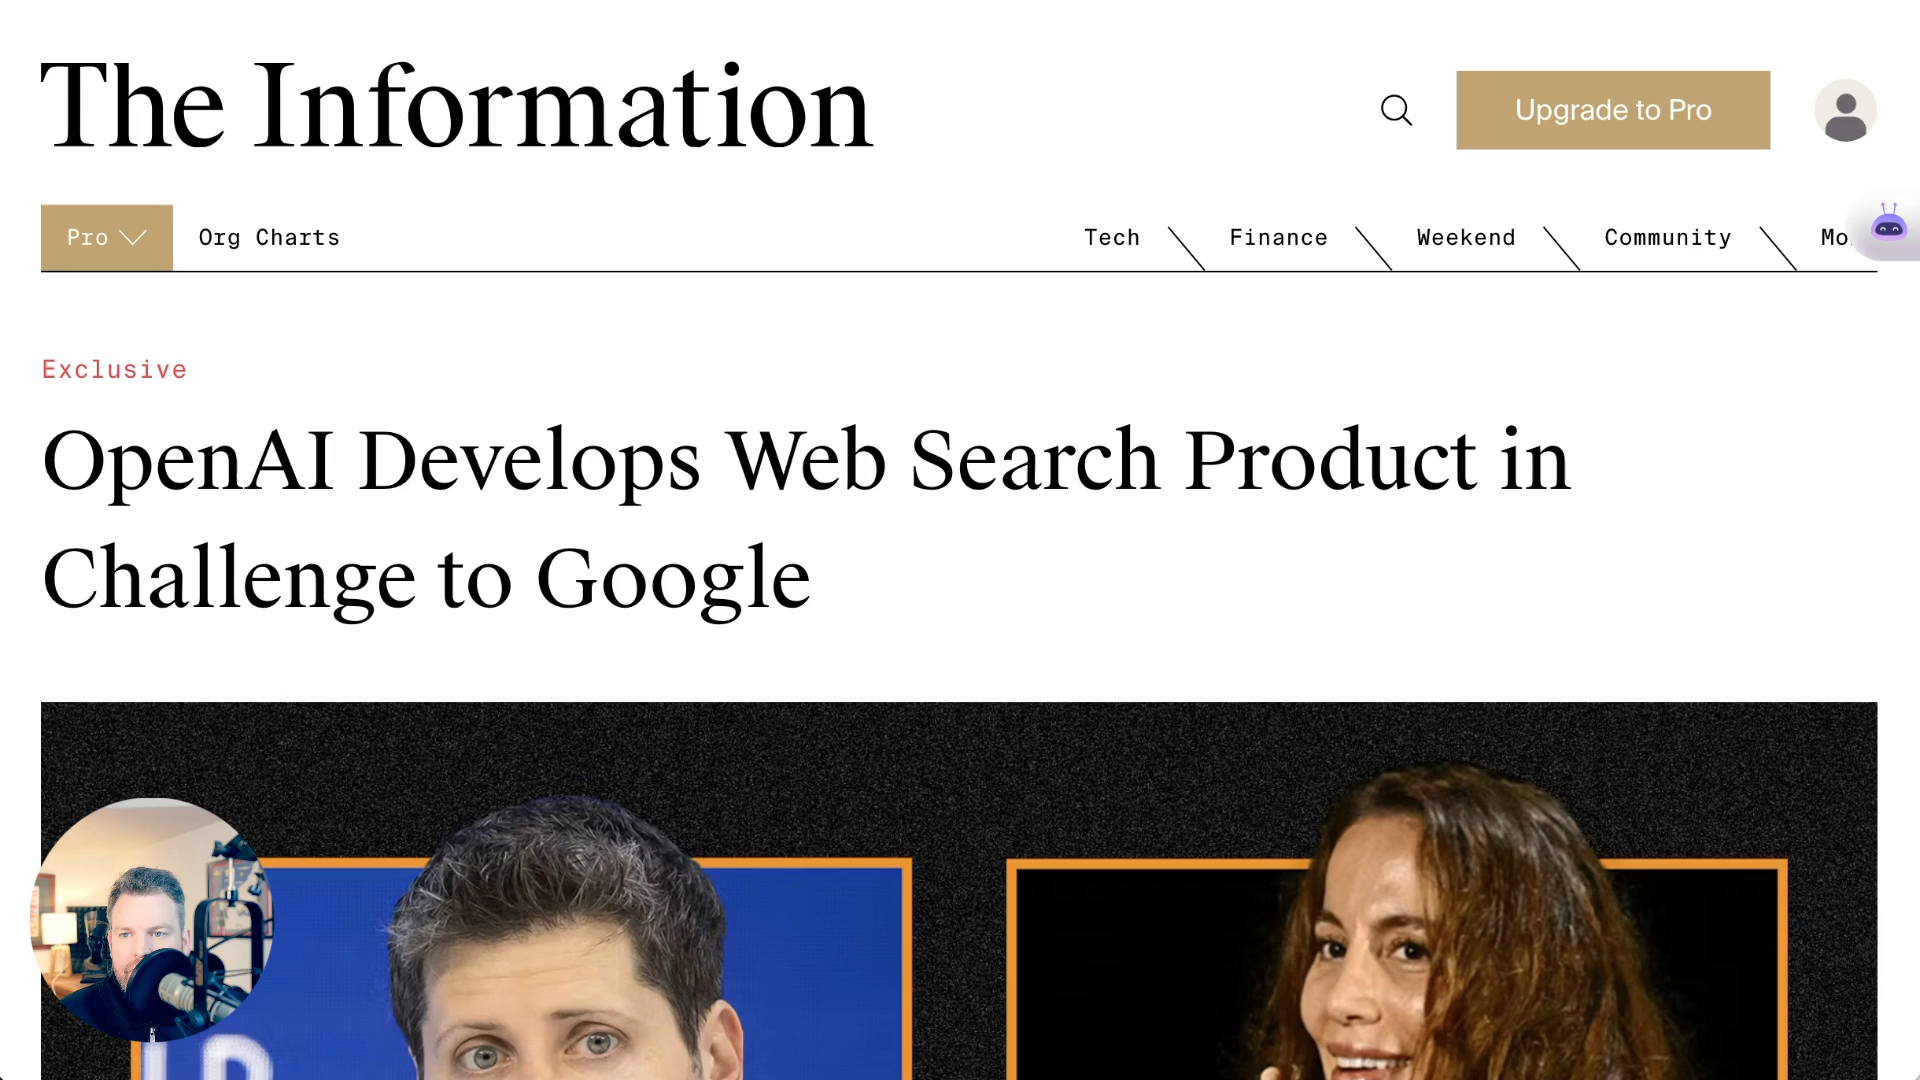 The Information
Upgrade to Pro
Pro
Org Charts
Tech
Finance
Weekend
Community
Exclusive
OpenAI Develops Web Search Product in
Challenge to Google